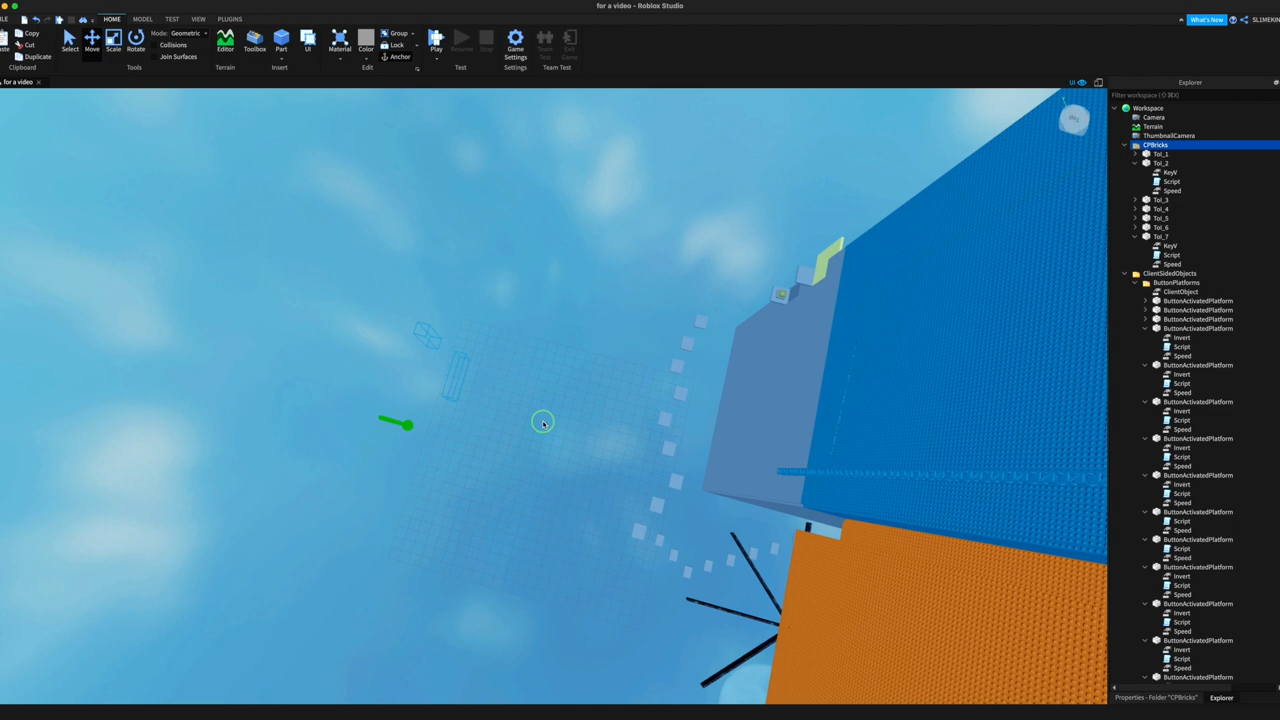 for a video - Roblox Studio
HOME MODEL TEST VIEW PLUGINS
What's New
Copy
Cut
Duplicate
Clipboard
Select Move Scale Rotate
Mode: Geometric
Collisions
Join Surfaces
Tools
Editor
Terrain
Toolbox Part UI
Insert
Material Color
Group
Lock
Anchor
Edit
Play Resume Stop
Test
Game Settings
Settings
Team Test
Exit Game
Team Test
for a video ×
UI
Explorer
Filter workspace (⇧⌘X)
Workspace
Camera
Terrain
ThumbnailCamera
CPBricks
Tol_1
Tol_2
KeyV
Script
Speed
Tol_3
Tol_4
Tol_5
Tol_6
Tol_7
KeyV
Script
Speed
ClientSidedObjects
ButtonPlatforms
ClientObject
ButtonActivatedPlatform
ButtonActivatedPlatform
ButtonActivatedPlatform
ButtonActivatedPlatform
Invert
Script
Speed
ButtonActivatedPlatform
Invert
Script
Speed
ButtonActivatedPlatform
Invert
Script
Speed
ButtonActivatedPlatform
Invert
Script
Speed
ButtonActivatedPlatform
Invert
Script
Speed
ButtonActivatedPlatform
Script
Speed
ButtonActivatedPlatform
Script
Speed
ButtonActivatedPlatform
Invert
Script
Speed
ButtonActivatedPlatform
Invert
Script
Speed
ButtonActivatedPlatform
Invert
Script
Speed
ButtonActivatedPlatform
Properties - Folder "CPBricks"
Explorer